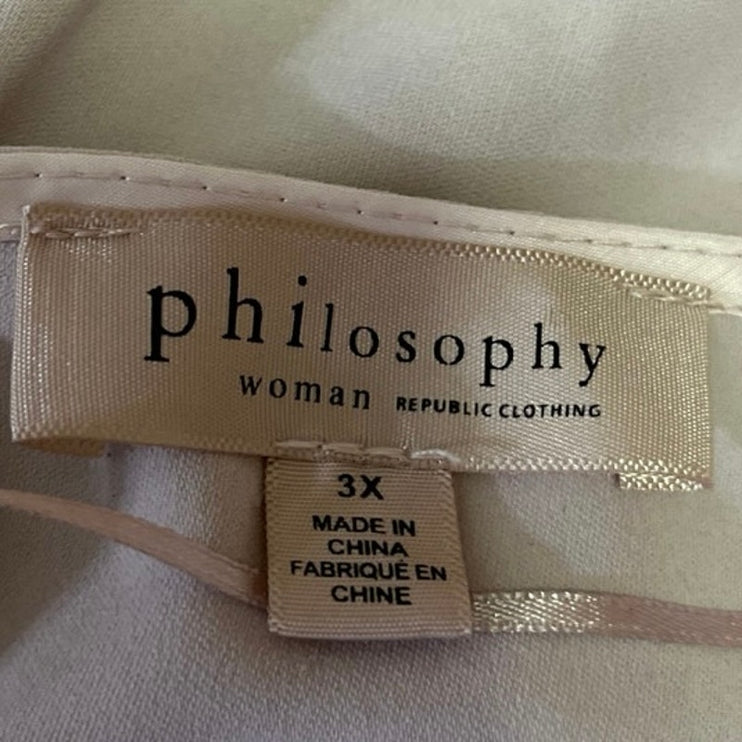 philosophy
woman REPUBLIC CLOTHING
3X
MADE IN
CHINA
FABRIQUÉ EN
CHINE